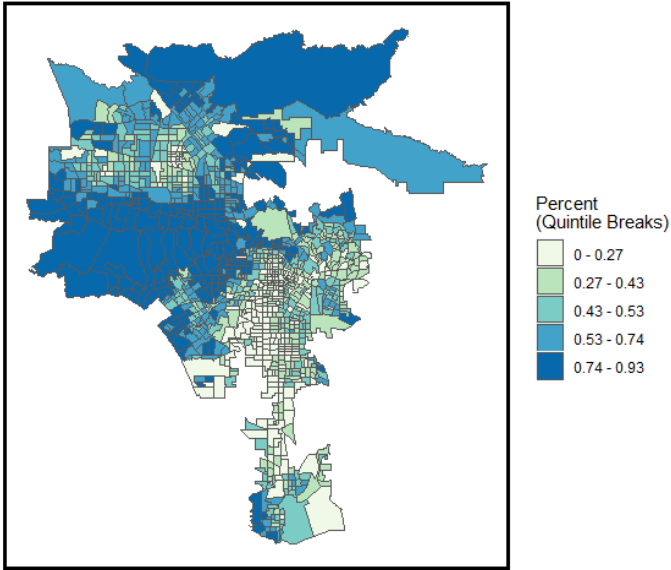 Percent
(Quintile Breaks)
0 - 0.27
0.27 - 0.43
0.43 - 0.53
0.53 - 0.74
0.74 - 0.93